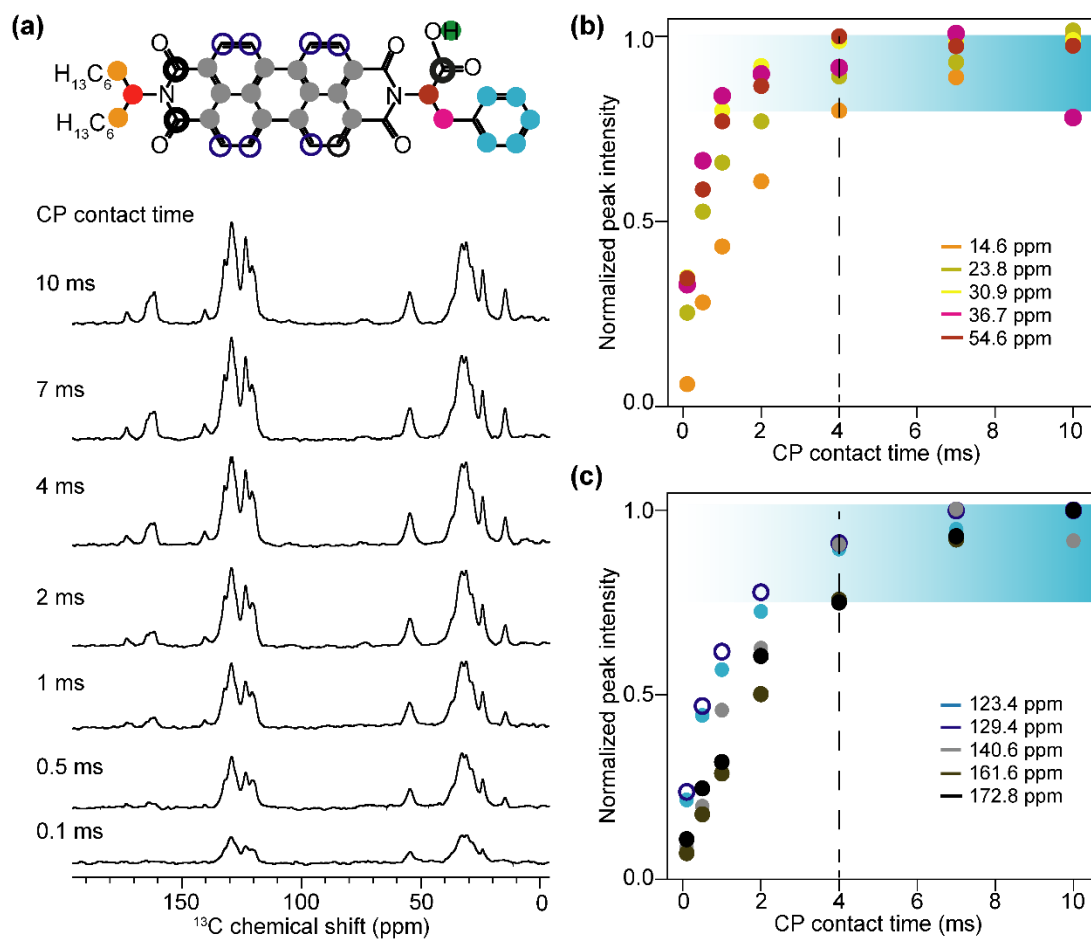 (a)
O O O OH
H₁₃C₆ O
N N
H₁₃C₆
O O
CP contact time
10 ms
7 ms
4 ms
2 ms
1 ms
0.5 ms
0.1 ms
150 100 50 0
¹³C chemical shift (ppm)
(b)
Normalized peak intensity
1.0
0.5
0.0
14.6 ppm
23.8 ppm
30.9 ppm
36.7 ppm
54.6 ppm
0 2 4 6 8 10
CP contact time (ms)
(c)
Normalized peak intensity
1.0
0.5
0.0
123.4 ppm
129.4 ppm
140.6 ppm
161.6 ppm
172.8 ppm
0 2 4 6 8 10
CP contact time (ms)